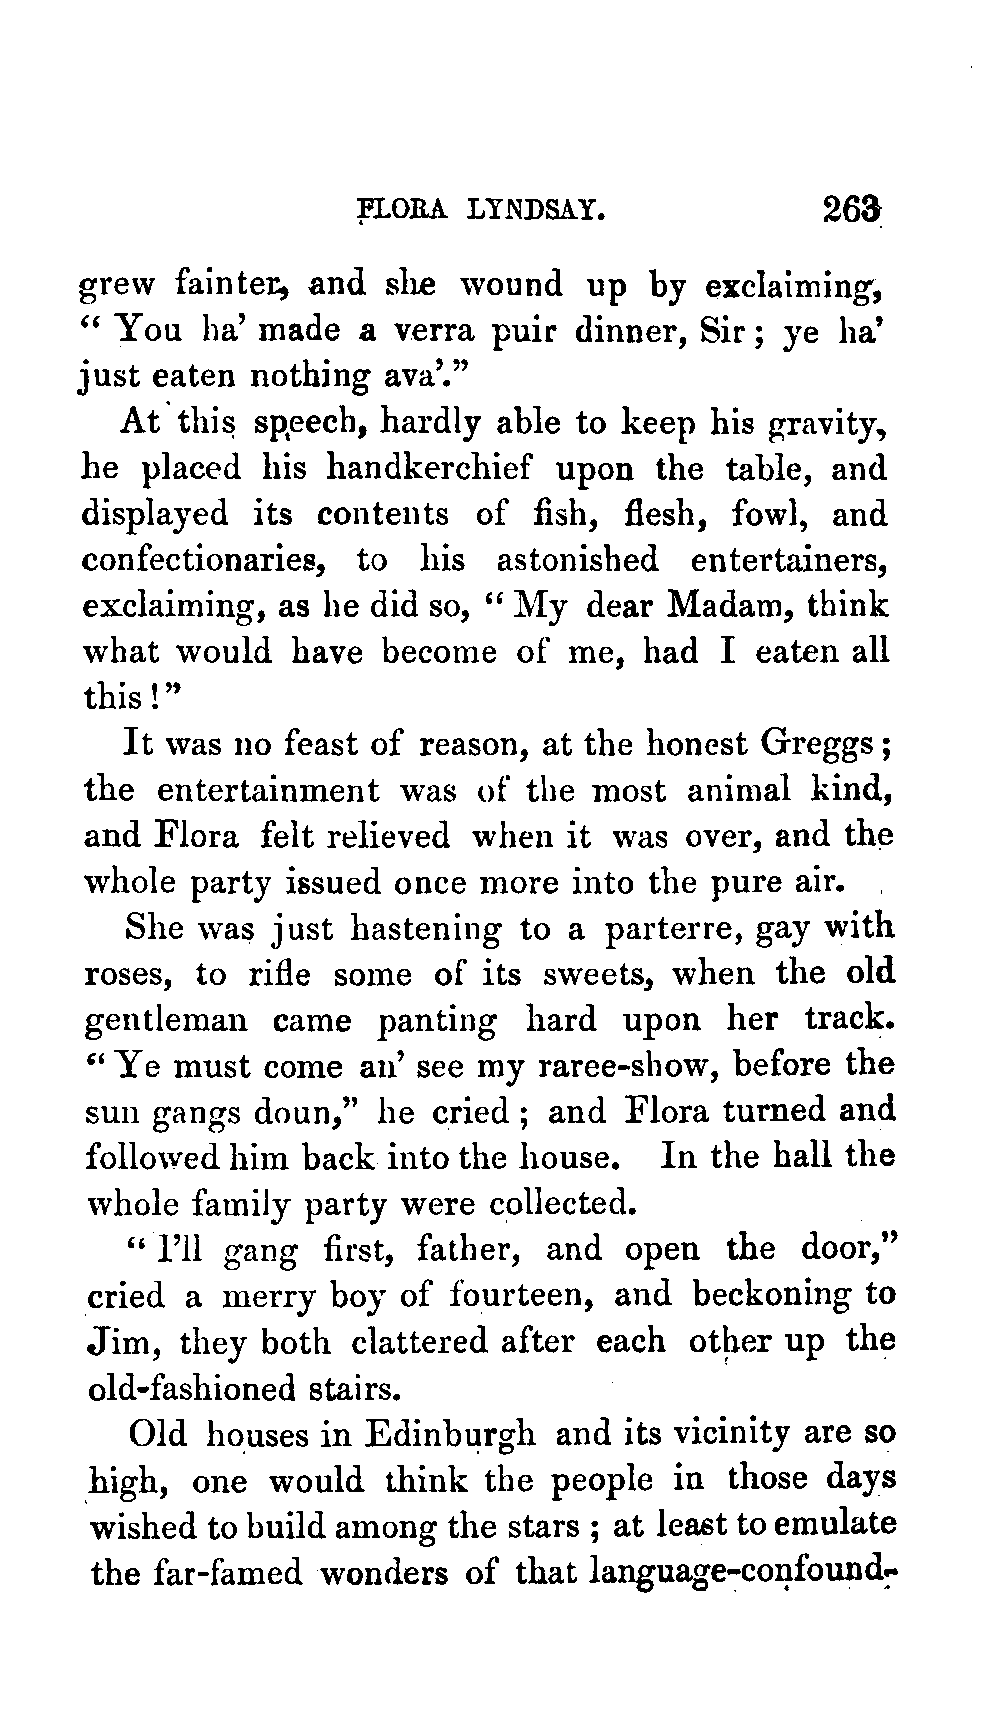 FLORA LYNDSAY. 263
grew fainter, and she wound up by exclaiming,
“ You ha’ made a verra puir dinner, Sir ; ye ha’
just eaten nothing ava’.”
At this speech, hardly able to keep his gravity,
he placed his handkerchief upon the table, and
displayed its contents of fish, flesh, fowl, and
confectionaries, to his astonished entertainers,
exclaiming, as he did so, “ My dear Madam, think
what would have become of me, had I eaten all
this ! ”
It was no feast of reason, at the honest Greggs ;
the entertainment was of the most animal kind,
and Flora felt relieved when it was over, and the
whole party issued once more into the pure air.
She was just hastening to a parterre, gay with
roses, to rifle some of its sweets, when the old
gentleman came panting hard upon her track.
“ Ye must come an’ see my raree-show, before the
sun gangs doun,” he cried ; and Flora turned and
followed him back into the house. In the hall the
whole family party were collected.
“ I’ll gang first, father, and open the door,”
cried a merry boy of fourteen, and beckoning to
Jim, they both clattered after each other up the
old-fashioned stairs.
Old houses in Edinburgh and its vicinity are so
high, one would think the people in those days
wished to build among the stars ; at least to emulate
the far-famed wonders of that language-confound-